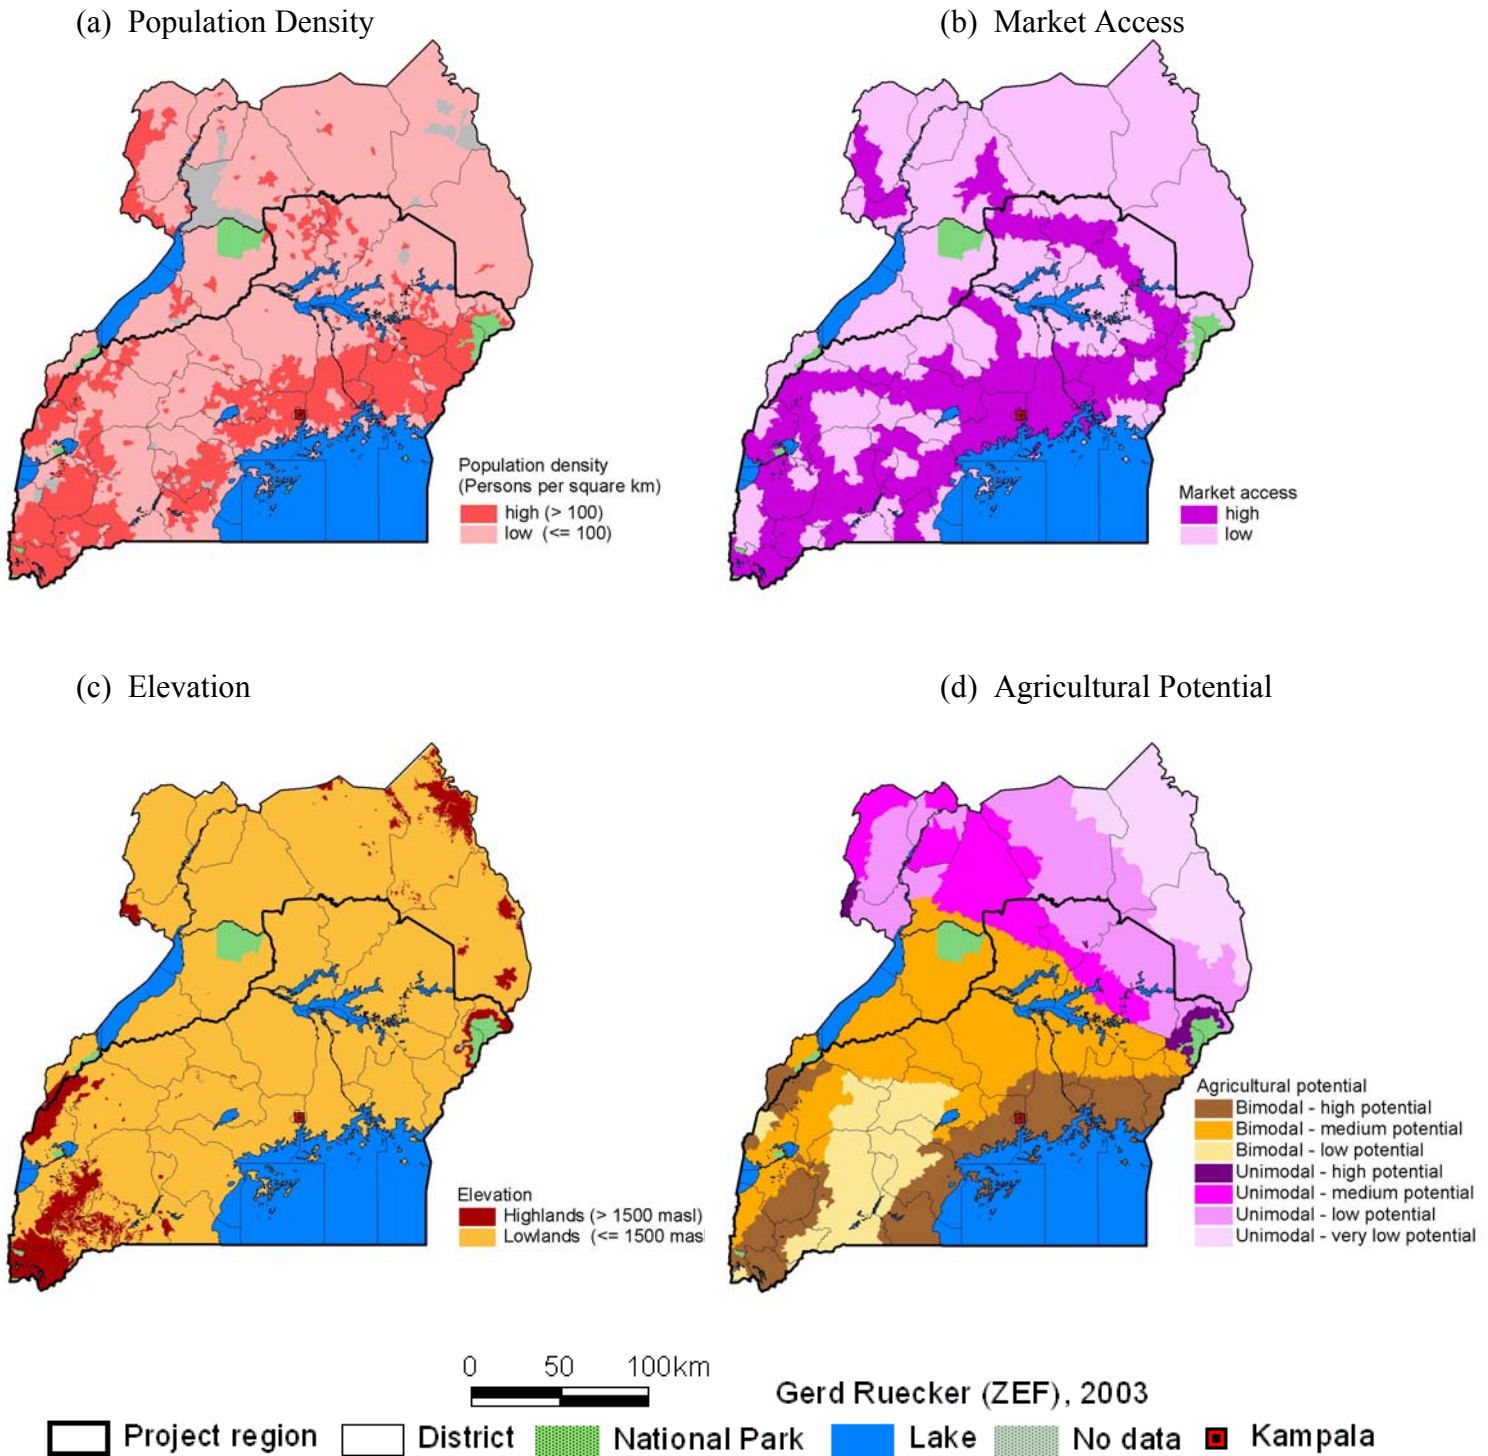 (a) Population Density
(b) Market Access
Population density
(Persons per square km)
high (> 100)
low (<= 100)
Market access
high
low
(c) Elevation
(d) Agricultural Potential
Elevation
Highlands (> 1500 masl)
Lowlands (<= 1500 masl
Agricultural potential
Bimodal - high potential
Bimodal - medium potential
Bimodal - low potential
Unimodal - high potential
Unimodal - medium potential
Unimodal - low potential
Unimodal - very low potential
0 50 100km
Gerd Ruecker (ZEF), 2003
Project region District National Park Lake No data Kampala